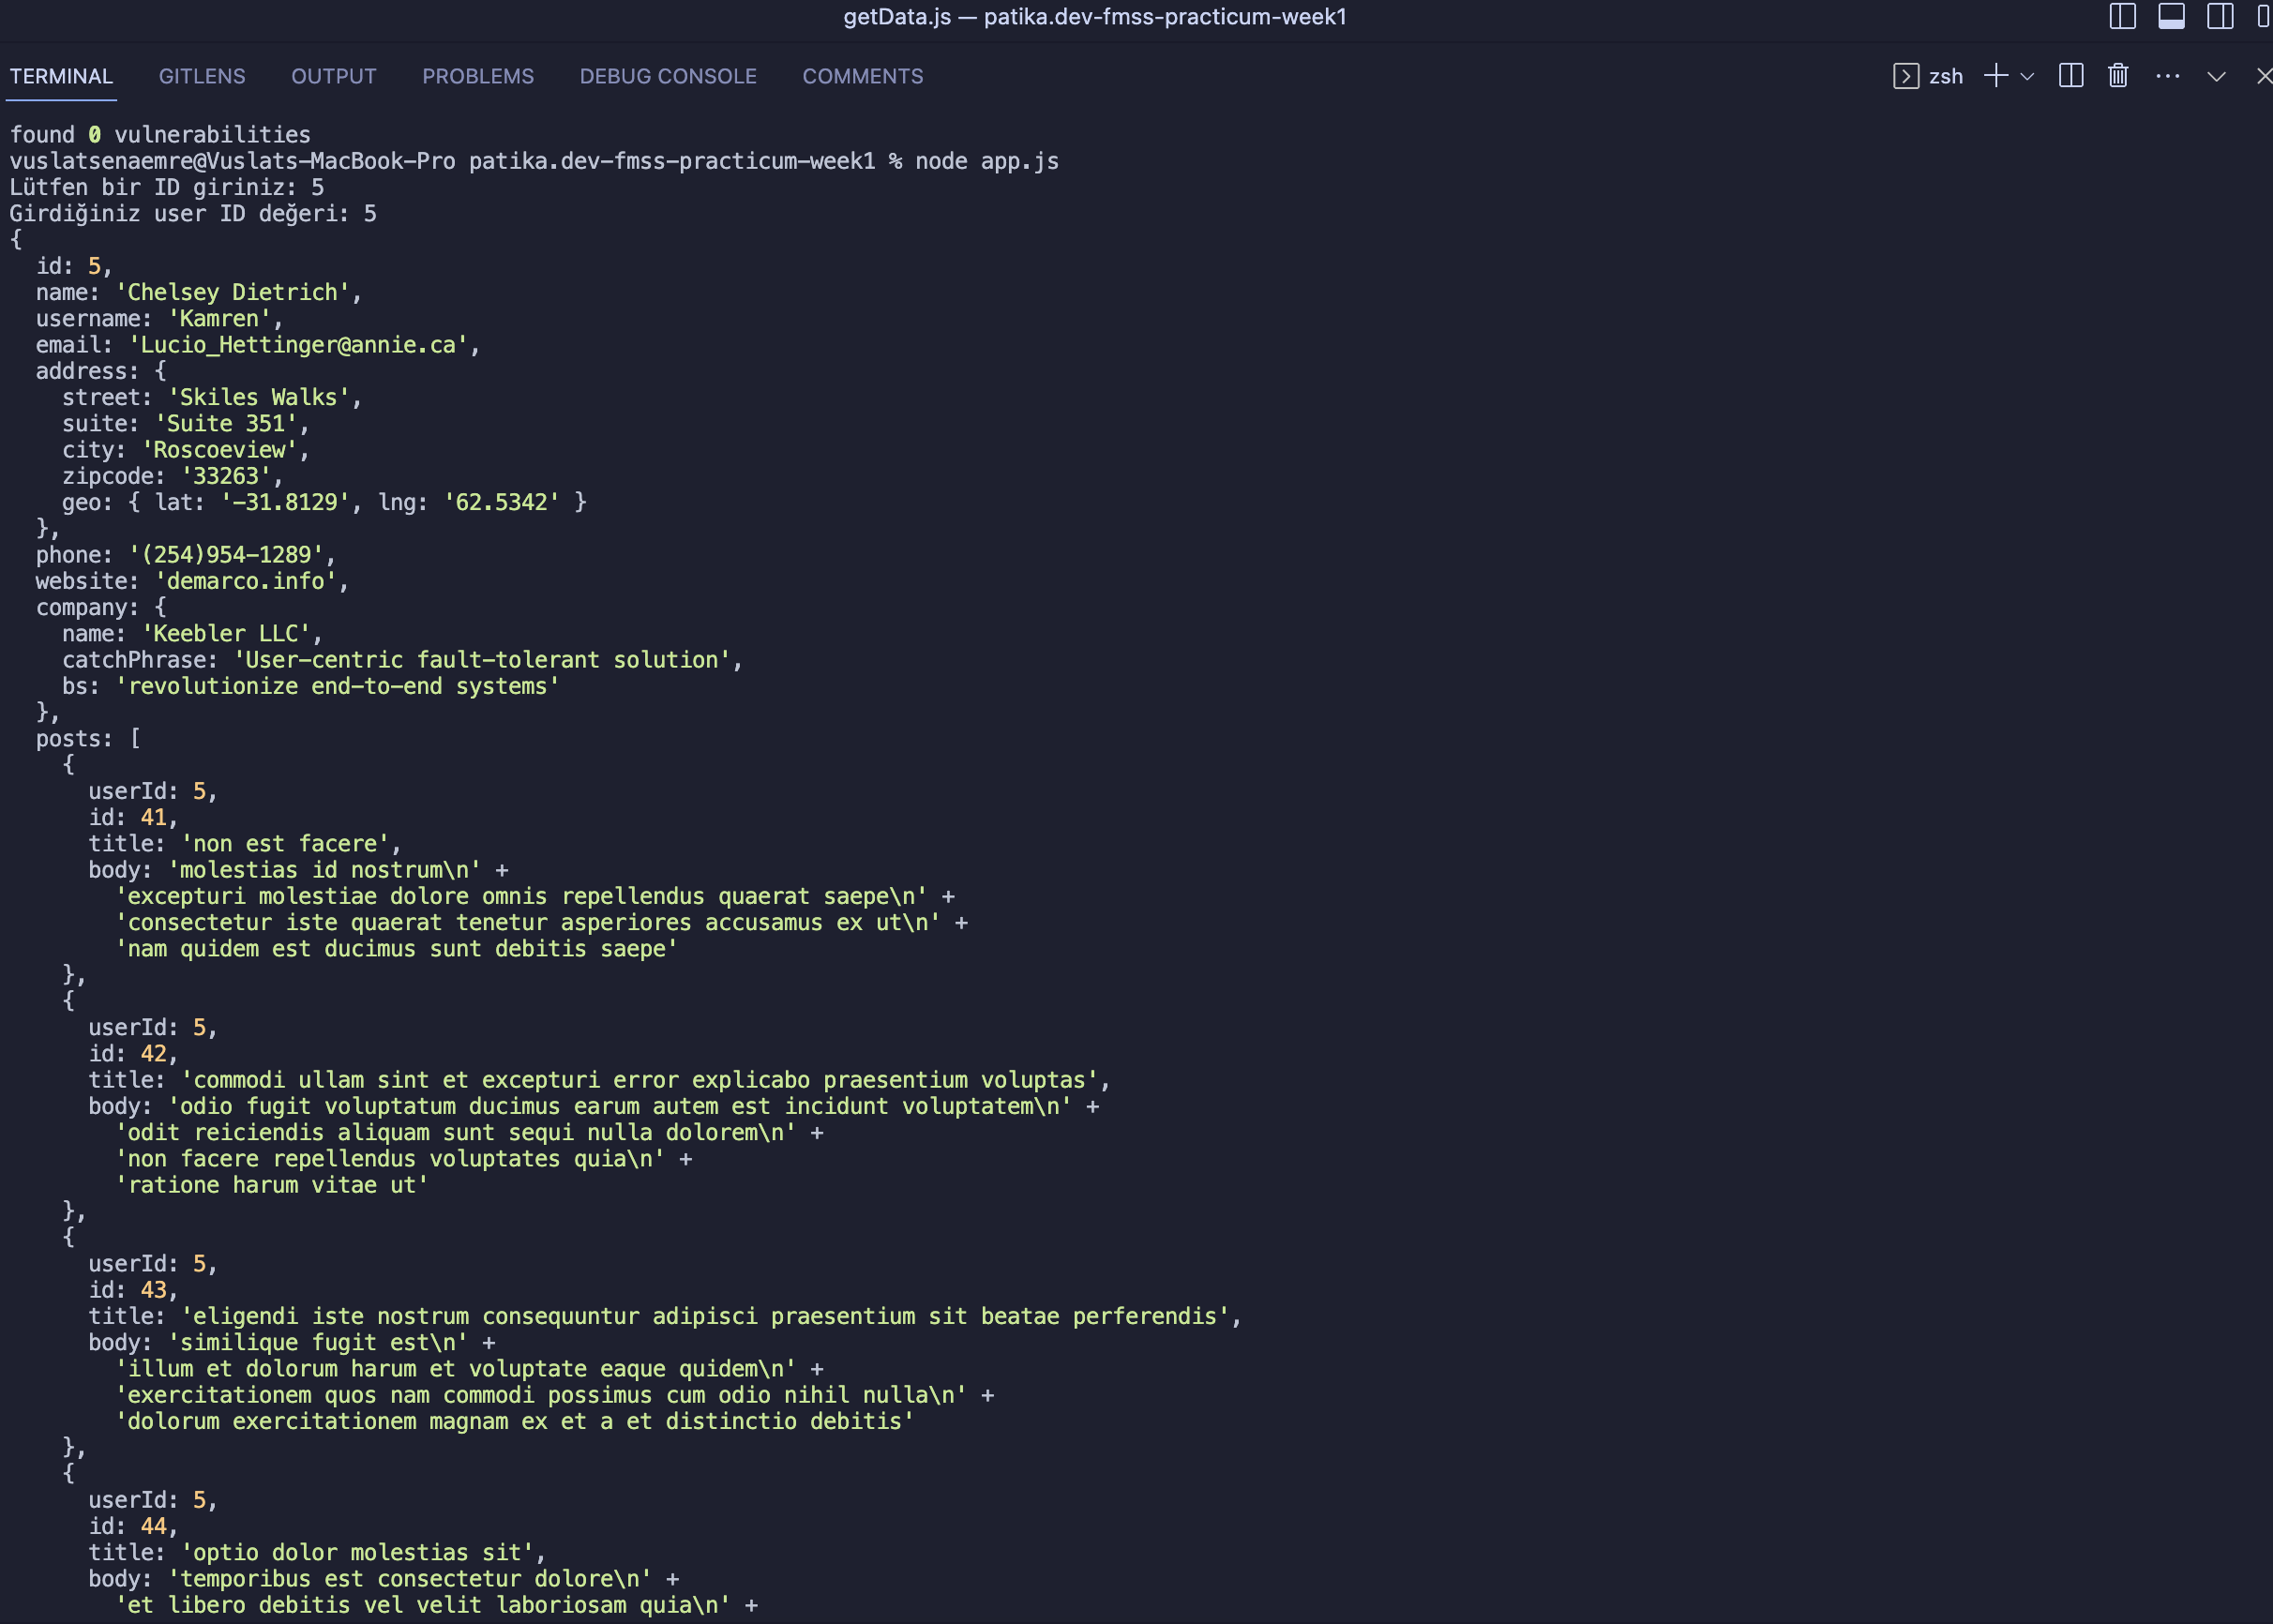 getData.js — patika.dev-fmss-practicum-week1
TERMINAL GITLENS OUTPUT PROBLEMS DEBUG CONSOLE COMMENTS zsh
found 0 vulnerabilities
vuslatsenaemre@Vuslats-MacBook-Pro patika.dev-fmss-practicum-week1 % node app.js
Lütfen bir ID giriniz: 5
Girdiğiniz user ID değeri: 5
{
  id: 5,
  name: 'Chelsey Dietrich',
  username: 'Kamren',
  email: 'Lucio_Hettinger@annie.ca',
  address: {
    street: 'Skiles Walks',
    suite: 'Suite 351',
    city: 'Roscoeview',
    zipcode: '33263',
    geo: { lat: '-31.8129', lng: '62.5342' }
  },
  phone: '(254)954-1289',
  website: 'demarco.info',
  company: {
    name: 'Keebler LLC',
    catchPhrase: 'User-centric fault-tolerant solution',
    bs: 'revolutionize end-to-end systems'
  },
  posts: [
    {
      userId: 5,
      id: 41,
      title: 'non est facere',
      body: 'molestias id nostrum\n' +
        'excepturi molestiae dolore omnis repellendus quaerat saepe\n' +
        'consectetur iste quaerat tenetur asperiores accusamus ex ut\n' +
        'nam quidem est ducimus sunt debitis saepe'
    },
    {
      userId: 5,
      id: 42,
      title: 'commodi ullam sint et excepturi error explicabo praesentium voluptas',
      body: 'odio fugit voluptatum ducimus earum autem est incidunt voluptatem\n' +
        'odit reiciendis aliquam sunt sequi nulla dolorem\n' +
        'non facere repellendus voluptates quia\n' +
        'ratione harum vitae ut'
    },
    {
      userId: 5,
      id: 43,
      title: 'eligendi iste nostrum consequuntur adipisci praesentium sit beatae perferendis',
      body: 'similique fugit est\n' +
        'illum et dolorum harum et voluptate eaque quidem\n' +
        'exercitationem quos nam commodi possimus cum odio nihil nulla\n' +
        'dolorum exercitationem magnam ex et a et distinctio debitis'
    },
    {
      userId: 5,
      id: 44,
      title: 'optio dolor molestias sit',
      body: 'temporibus est consectetur dolore\n' +
        'et libero debitis vel velit laboriosam quia\n' +